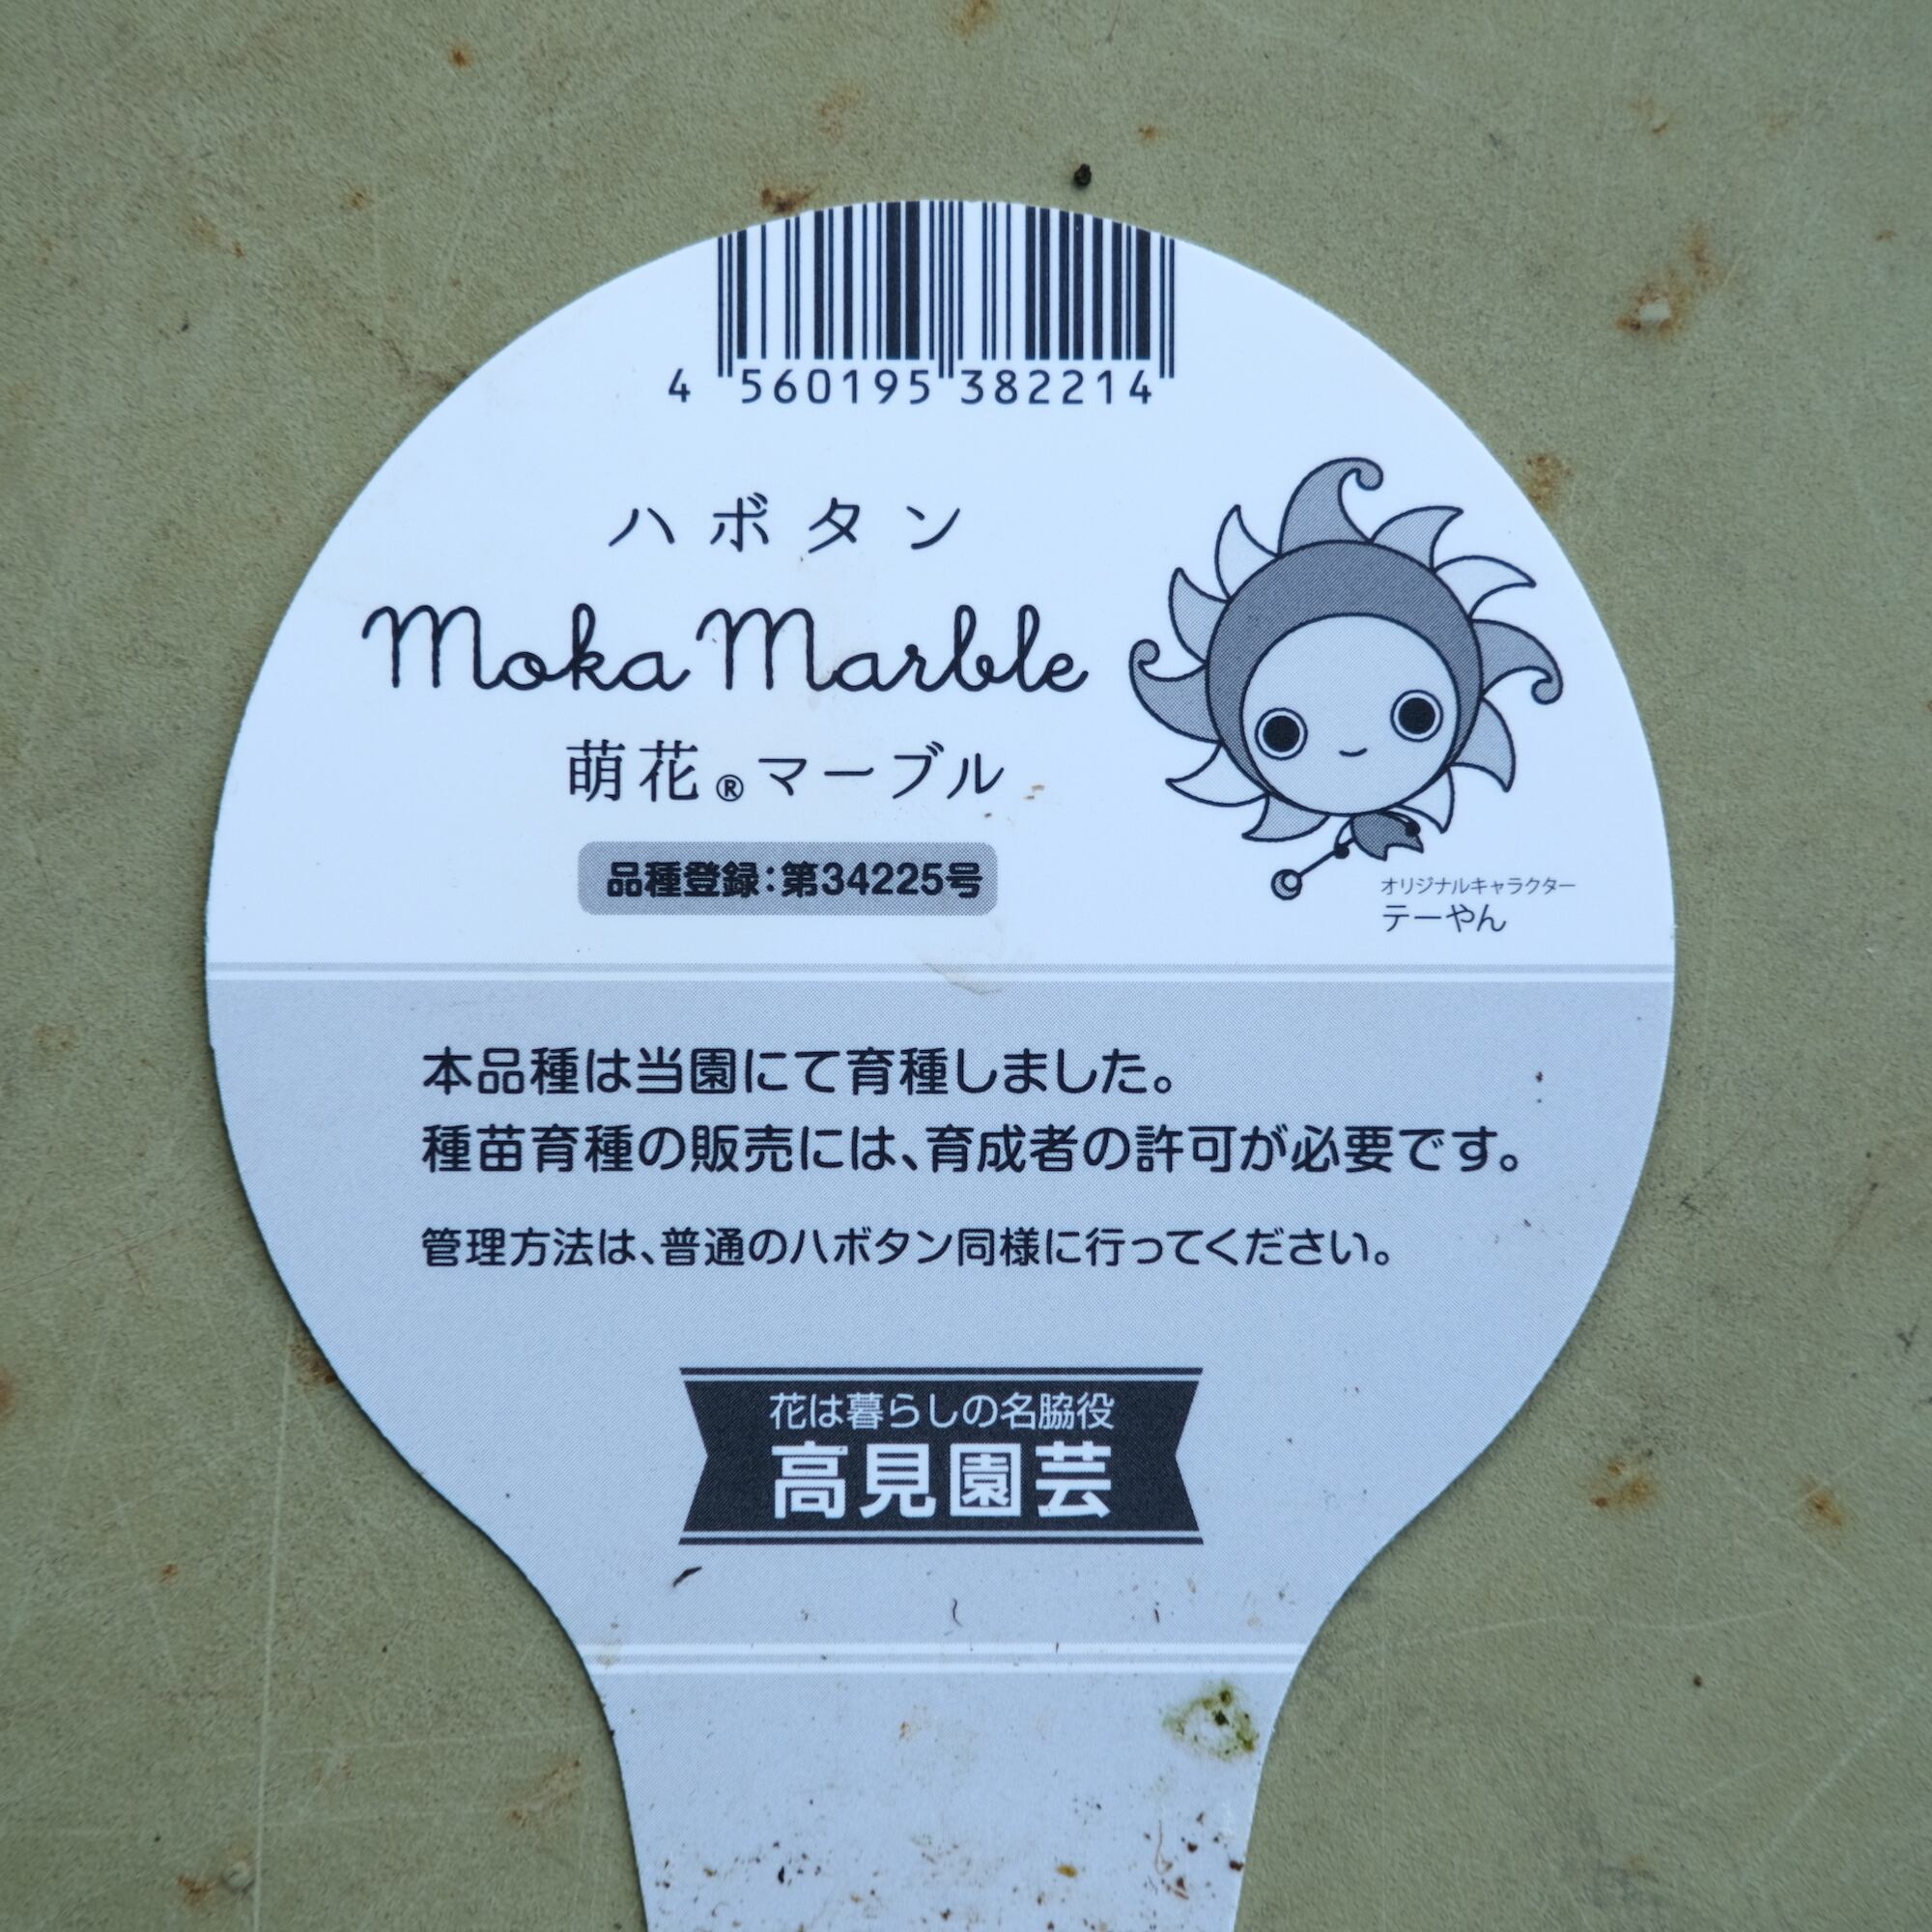 4 560195 382214
ハボタン
Moka Marble
萌花®マーブル
品種登録：第34225号
オリジナルキャラクター
テーやん
本品種は当園にて育種しました。
種苗育種の販売には、育成者の許可が必要です。
管理方法は、普通のハボタン同様に行ってください。
花は暮らしの名脇役
高見園芸